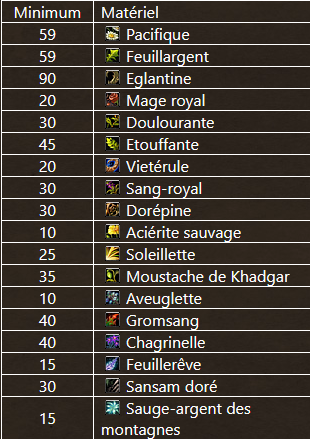 Minimum Matériel
59 Pacifique
59 Feuillargent
90 Eglantine
20 Mage royal
30 Doulourante
45 Etouffante
20 Vietérule
30 Sang-royal
30 Dorépine
10 Aciérite sauvage
25 Soleillette
35 Moustache de Khadgar
10 Aveuglette
40 Gromsang
40 Chagrinelle
15 Feuillerêve
30 Sansam doré
15 Sauge-argent des
montagnes